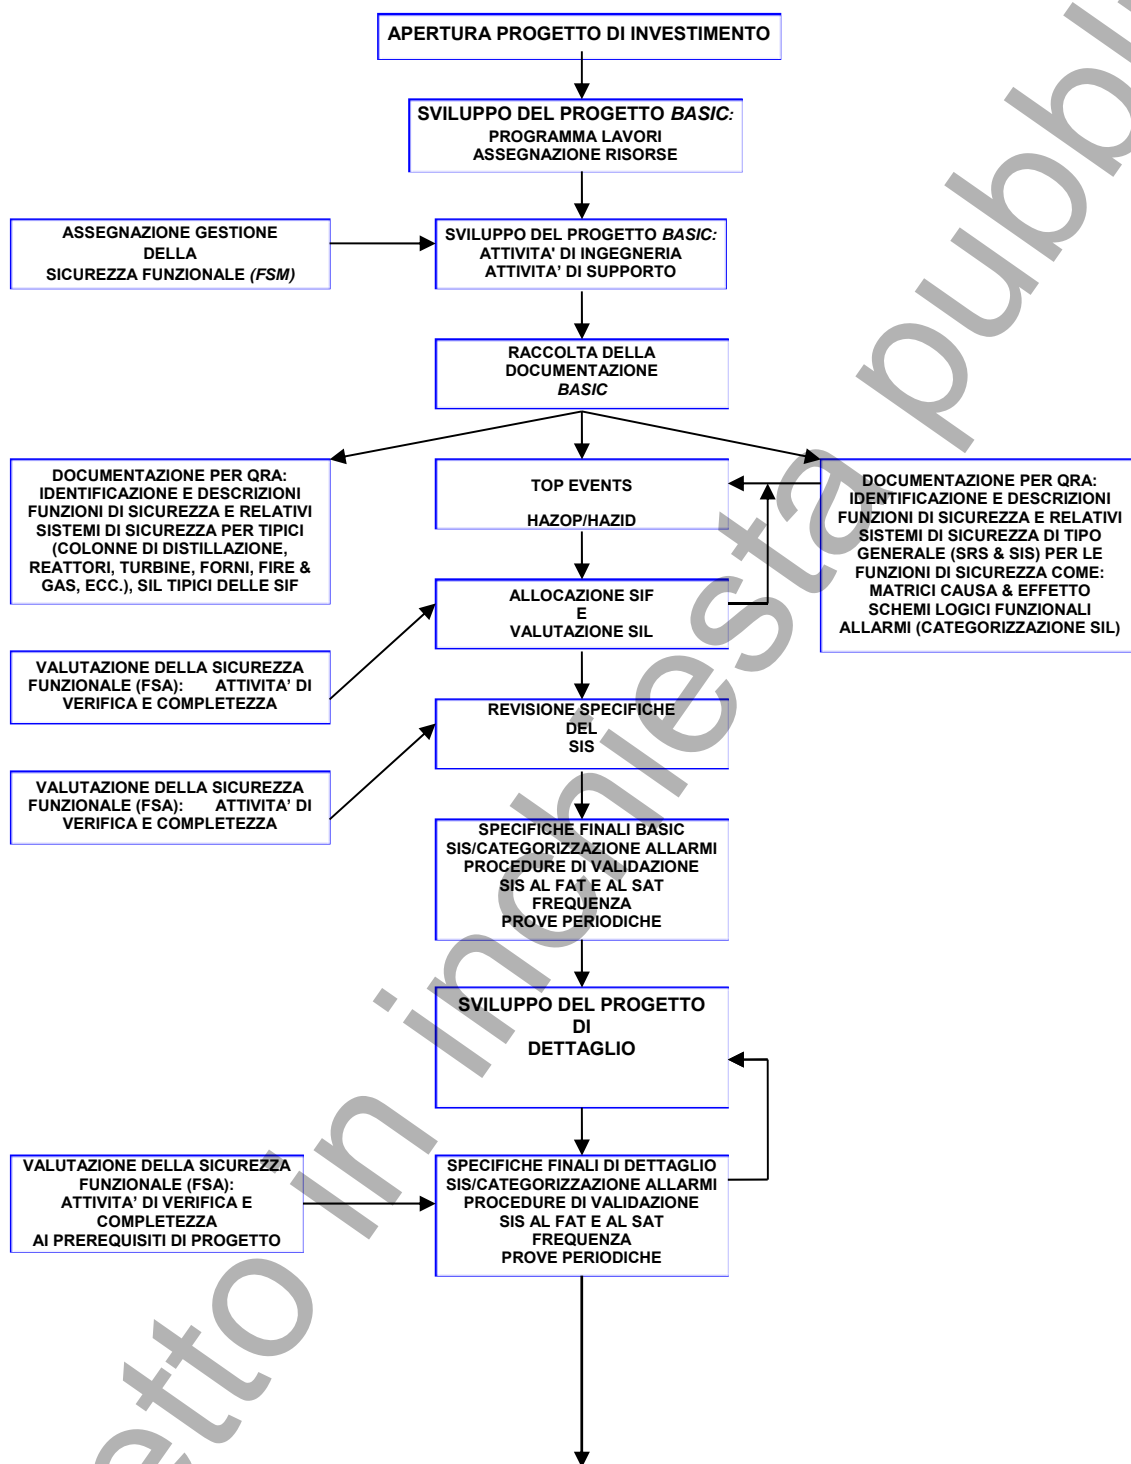 APERTURA PROGETTO DI INVESTIMENTO
SVILUPPO DEL PROGETTO BASIC:
PROGRAMMA LAVORI
ASSEGNAZIONE RISORSE
ASSEGNAZIONE GESTIONE
DELLA
SICUREZZA FUNZIONALE (FSM)
SVILUPPO DEL PROGETTO BASIC:
ATTIVITA' DI INGEGNERIA
ATTIVITA' DI SUPPORTO
RACCOLTA DELLA
DOCUMENTAZIONE
BASIC
DOCUMENTAZIONE PER QRA:
IDENTIFICAZIONE E DESCRIZIONI
FUNZIONI DI SICUREZZA E RELATIVI
SISTEMI DI SICUREZZA PER TIPICI
(COLONNE DI DISTILLAZIONE,
REATTORI, TURBINE, FORNI, FIRE &
GAS, ECC.), SIL TIPICI DELLE SIF
TOP EVENTS
HAZOP/HAZID
DOCUMENTAZIONE PER QRA:
IDENTIFICAZIONE E DESCRIZIONI
FUNZIONI DI SICUREZZA E RELATIVI
SISTEMI DI SICUREZZA DI TIPO
GENERALE (SRS & SIS) PER LE
FUNZIONI DI SICUREZZA COME:
MATRICI CAUSA & EFFETTO
SCHEMI LOGICI FUNZIONALI
ALLARMI (CATEGORIZZAZIONE SIL)
ALLOCAZIONE SIF
E
VALUTAZIONE SIL
VALUTAZIONE DELLA SICUREZZA
FUNZIONALE (FSA): ATTIVITA' DI
VERIFICA E COMPLETEZZA
REVISIONE SPECIFICHE
DEL
SIS
VALUTAZIONE DELLA SICUREZZA
FUNZIONALE (FSA): ATTIVITA' DI
VERIFICA E COMPLETEZZA
SPECIFICHE FINALI BASIC
SIS/CATEGORIZZAZIONE ALLARMI
PROCEDURE DI VALIDAZIONE
SIS AL FAT E AL SAT
FREQUENZA
PROVE PERIODICHE
SVILUPPO DEL PROGETTO
DI
DETTAGLIO
VALUTAZIONE DELLA SICUREZZA
FUNZIONALE (FSA):
ATTIVITA' DI VERIFICA E
COMPLETEZZA
AI PREREQUISITI DI PROGETTO
SPECIFICHE FINALI DI DETTAGLIO
SIS/CATEGORIZZAZIONE ALLARMI
PROCEDURE DI VALIDAZIONE
SIS AL FAT E AL SAT
FREQUENZA
PROVE PERIODICHE
etto in inchiesta pubbli